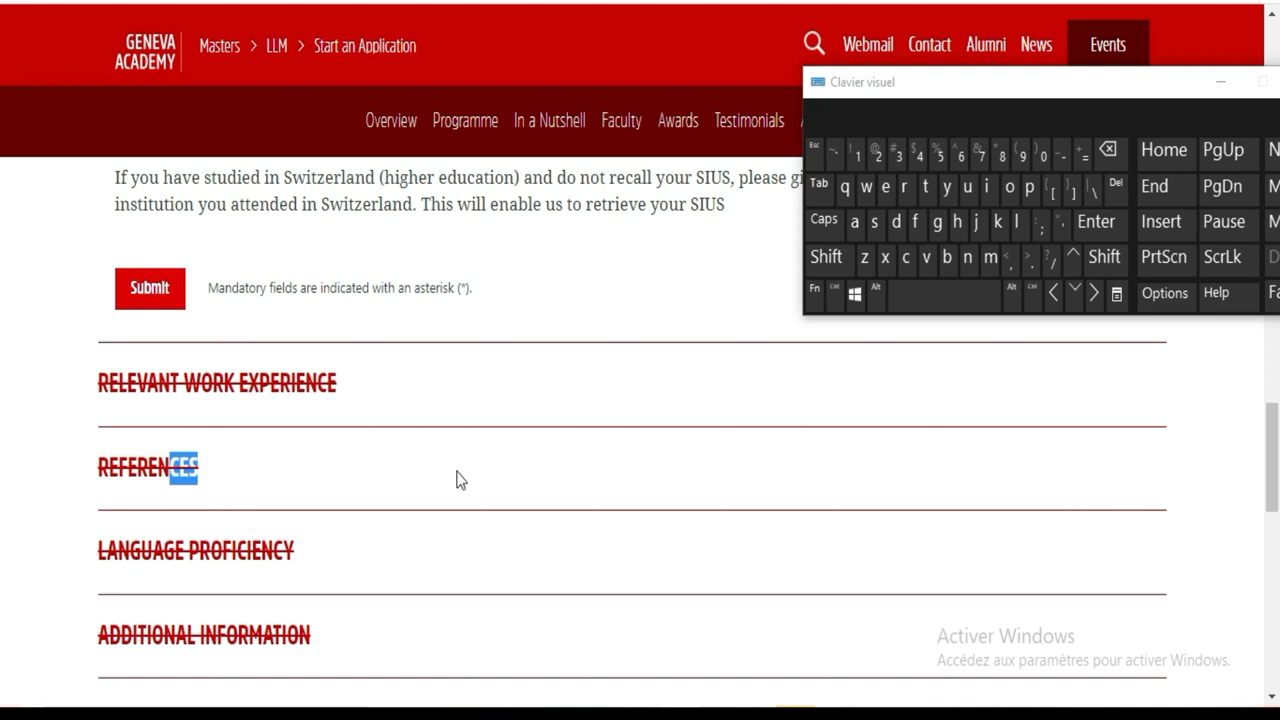 GENEVA
ACADEMY
Masters > LLM > Start an Application
Webmail Contact Alumni News Events
Overview Programme In a Nutshell Faculty Awards Testimonials
Clavier visuel
Esc ~ ` ! 1 @ 2 # 3 $ 4 % 5 ^ 6 & 7 * 8 ( 9 ) 0 _ - + = Home PgUp
Tab q w e r t y u i o p { [ } ] | \ Del End PgDn
Caps a s d f g h j k l : ; " ' Enter Insert Pause
Shift z x c v b n m < , > . ? / ^ Shift PrtScn ScrLk
Fn Ctrl Alt Alt Ctrl Options Help
If you have studied in Switzerland (higher education) and do not recall your SIUS, please
institution you attended in Switzerland. This will enable us to retrieve your SIUS
Submit Mandatory fields are indicated with an asterisk (*).
RELEVANT WORK EXPERIENCE
REFERENCES
LANGUAGE PROFICIENCY
ADDITIONAL INFORMATION
Activer Windows
Accédez aux paramètres pour activer Windows.